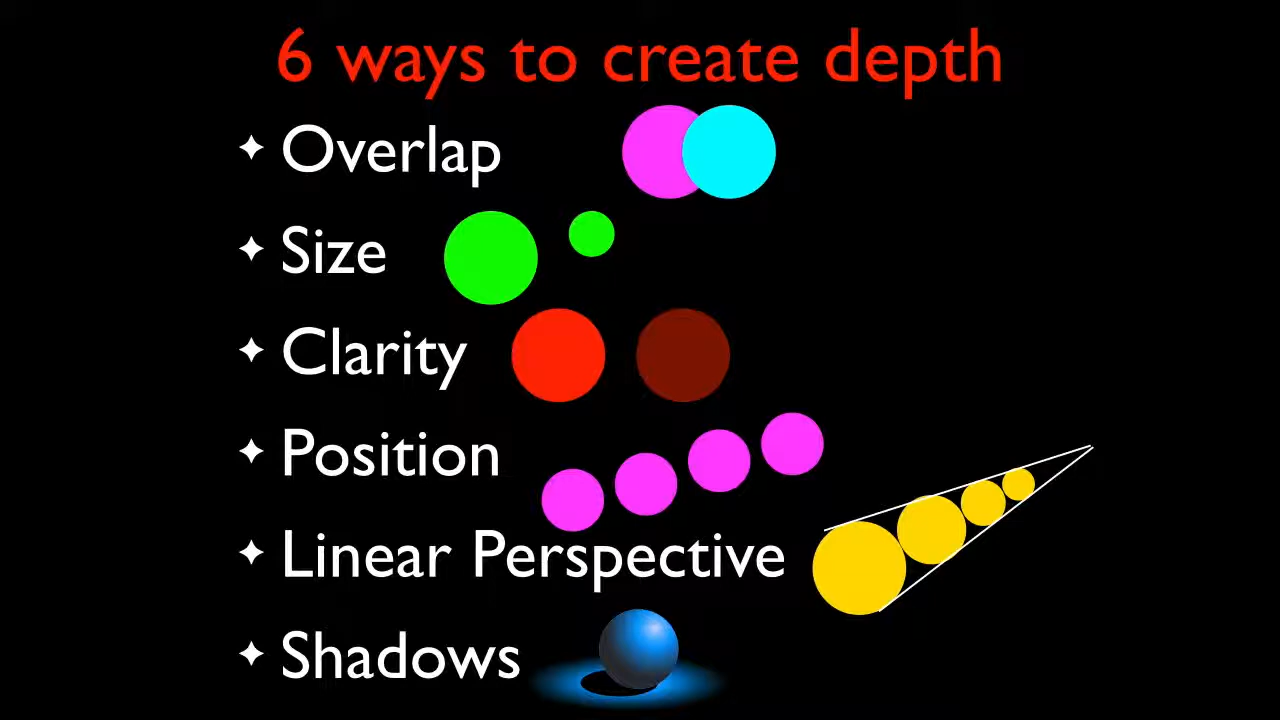 6 ways to create depth
✦ Overlap
✦ Size
✦ Clarity
✦ Position
✦ Linear Perspective
✦ Shadows